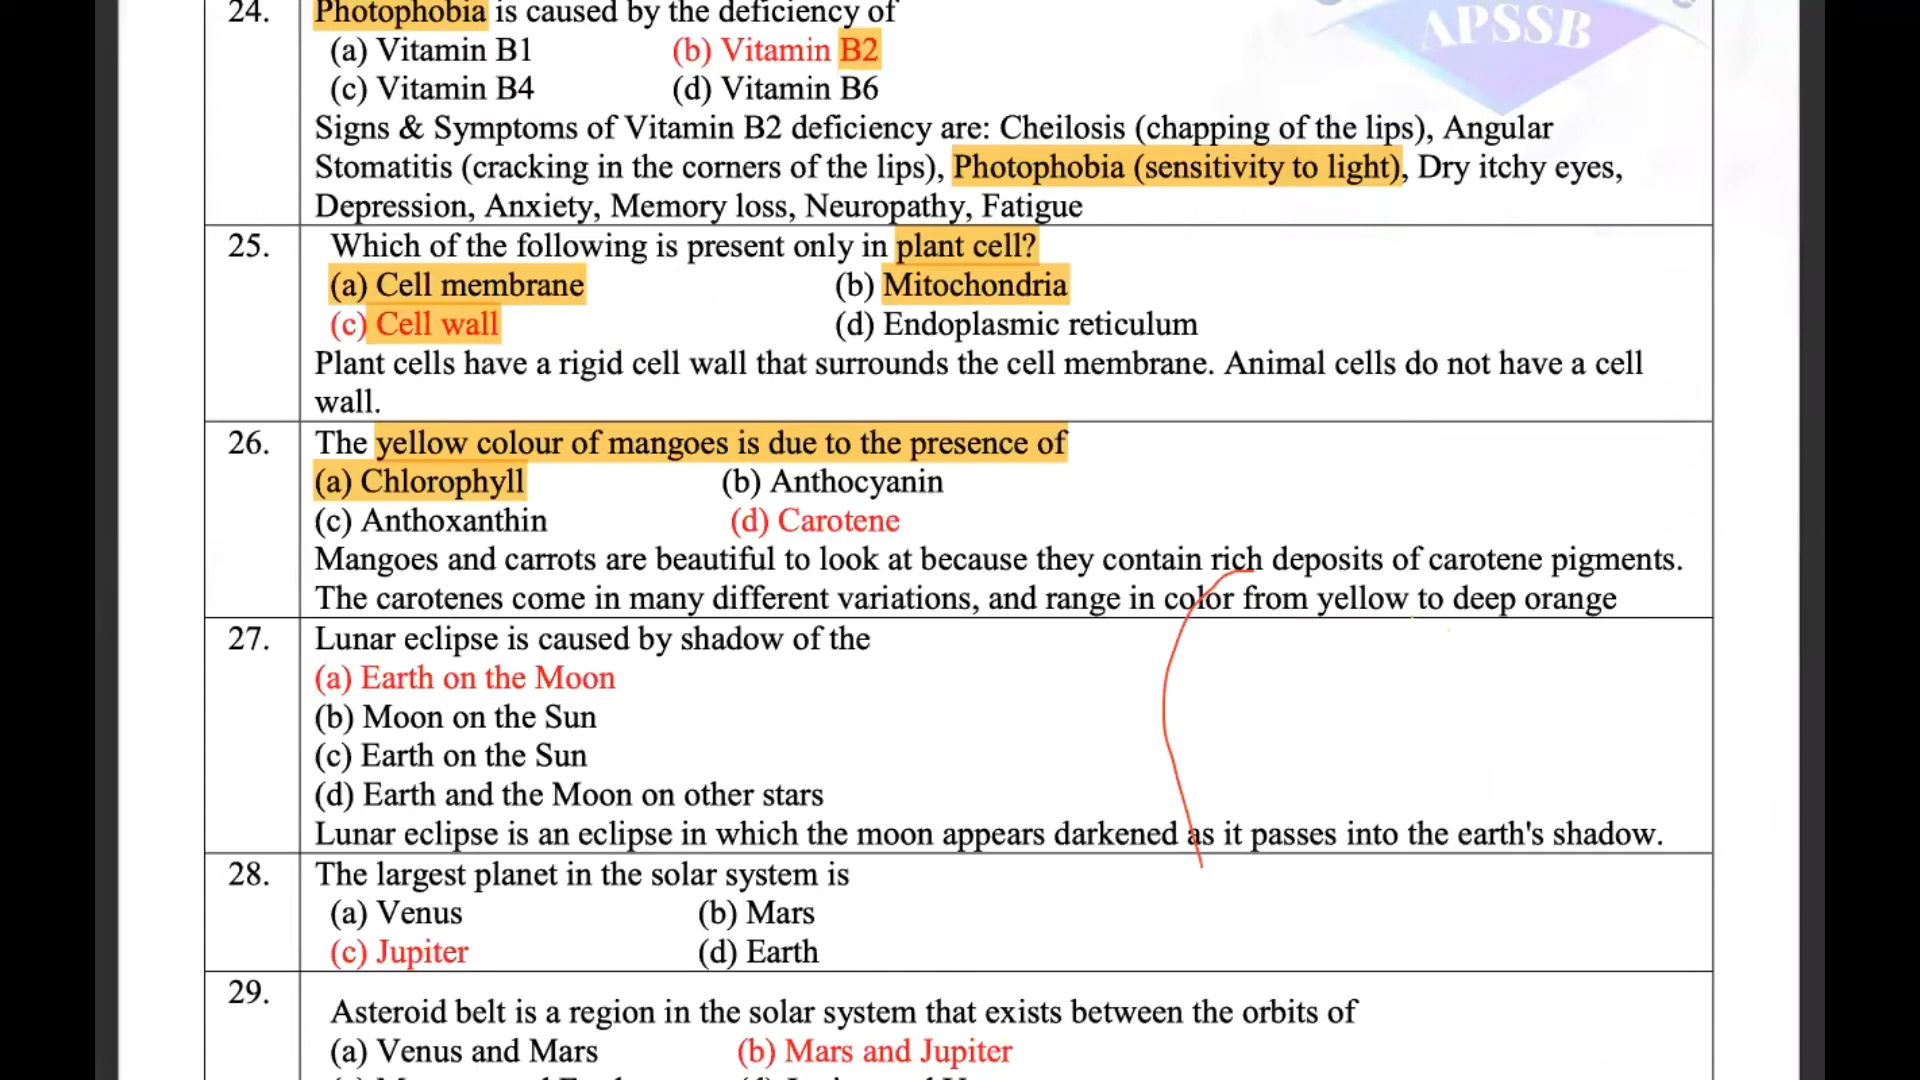 APSSB
24. Photophobia is caused by the deficiency of
(a) Vitamin B1 (b) Vitamin B2
(c) Vitamin B4 (d) Vitamin B6
Signs & Symptoms of Vitamin B2 deficiency are: Cheilosis (chapping of the lips), Angular
Stomatitis (cracking in the corners of the lips), Photophobia (sensitivity to light), Dry itchy eyes,
Depression, Anxiety, Memory loss, Neuropathy, Fatigue
25. Which of the following is present only in plant cell?
(a) Cell membrane (b) Mitochondria
(c) Cell wall (d) Endoplasmic reticulum
Plant cells have a rigid cell wall that surrounds the cell membrane. Animal cells do not have a cell
wall.
26. The yellow colour of mangoes is due to the presence of
(a) Chlorophyll (b) Anthocyanin
(c) Anthoxanthin (d) Carotene
Mangoes and carrots are beautiful to look at because they contain rich deposits of carotene pigments.
The carotenes come in many different variations, and range in color from yellow to deep orange
27. Lunar eclipse is caused by shadow of the
(a) Earth on the Moon
(b) Moon on the Sun
(c) Earth on the Sun
(d) Earth and the Moon on other stars
Lunar eclipse is an eclipse in which the moon appears darkened as it passes into the earth's shadow.
28. The largest planet in the solar system is
(a) Venus (b) Mars
(c) Jupiter (d) Earth
29. Asteroid belt is a region in the solar system that exists between the orbits of
(a) Venus and Mars (b) Mars and Jupiter